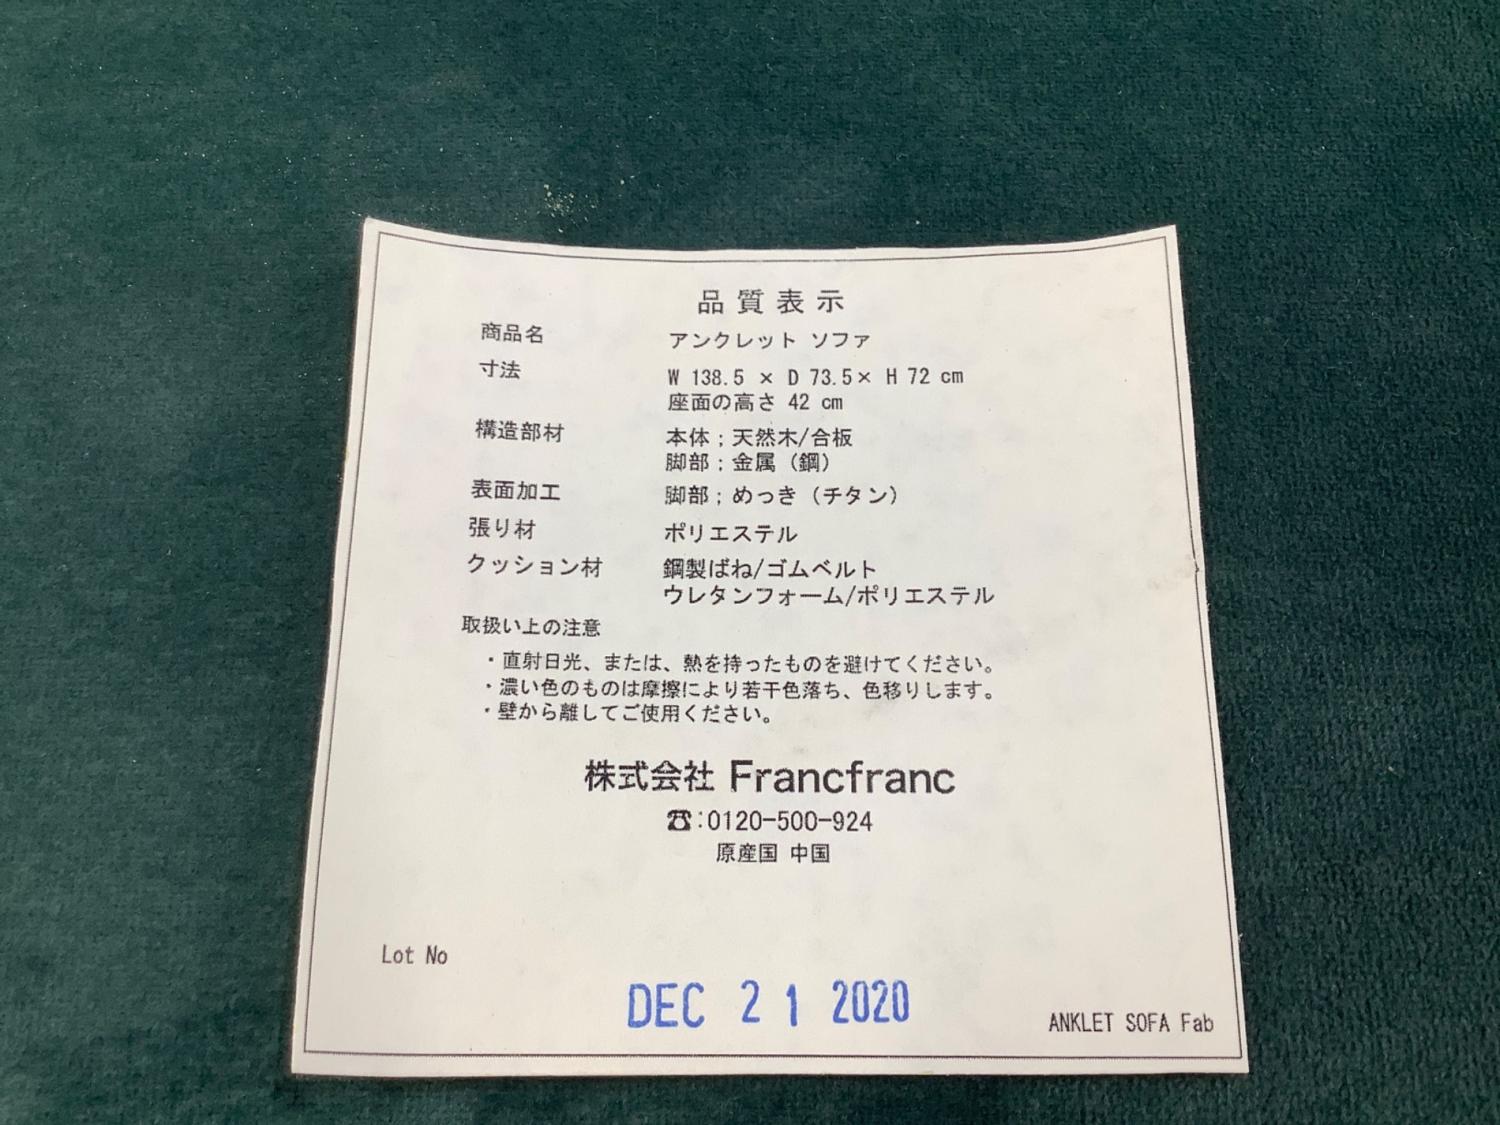 品質表示
商品名 アンクレット ソファ
寸法 W 138.5 × D 73.5× H 72 cm
座面の高さ 42 cm
構造部材 本体;天然木/合板
脚部;金属(鋼)
表面加工 脚部;めっき(チタン)
張り材 ポリエステル
クッション材 鋼製ばね/ゴムベルト
ウレタンフォーム/ポリエステル
取扱い上の注意
・直射日光、または、熱を持ったものを避けてください。
・濃い色のものは摩擦により若干色落ち、色移りします。
・壁から離してご使用ください。
株式会社 Francfranc
☎:0120-500-924
原産国 中国
Lot No
DEC 21 2020
ANKLET SOFA Fab